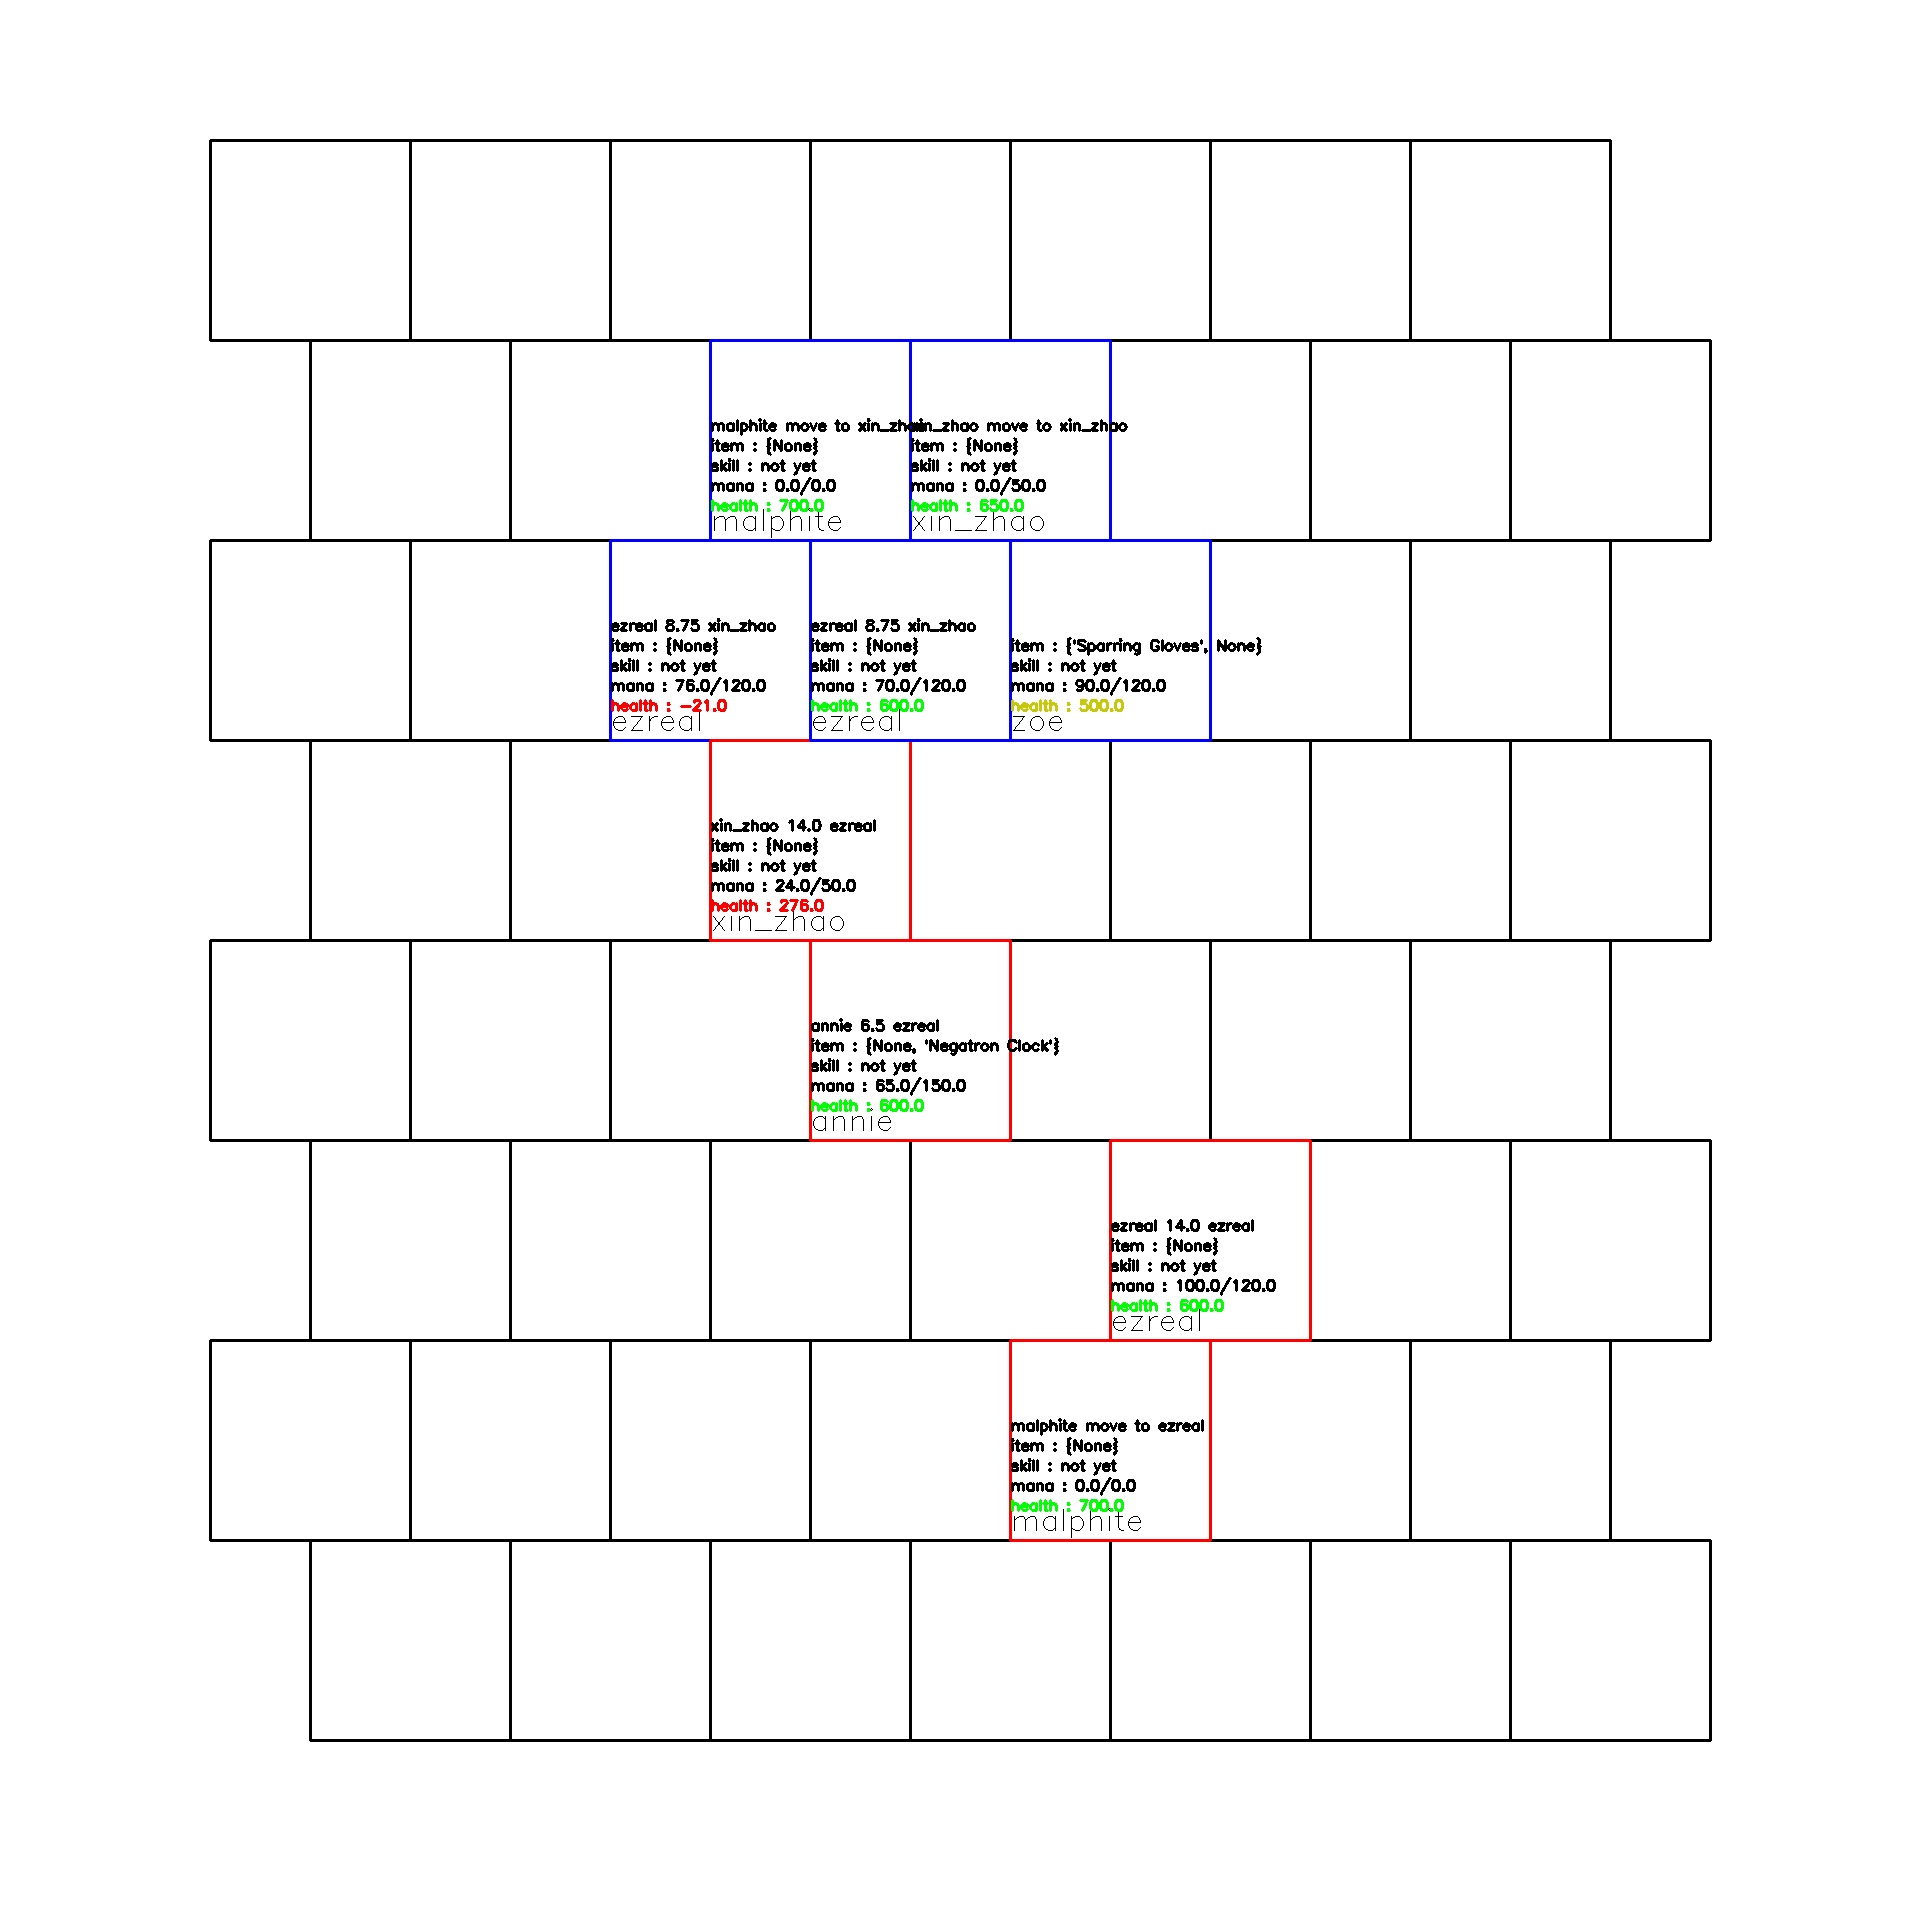 malphite move to xin_zhao
item : {None}
skill : not yet
mana : 0.0/0.0
health : 700.0
malphite
xin_zhao move to xin_zhao
item : {None}
skill : not yet
mana : 0.0/50.0
health : 650.0
xin_zhao
ezreal 8.75 xin_zhao
item : {None}
skill : not yet
mana : 76.0/120.0
health : -21.0
ezreal
ezreal 8.75 xin_zhao
item : {None}
skill : not yet
mana : 70.0/120.0
health : 600.0
ezreal
item : {'Sparring Gloves', None}
skill : not yet
mana : 90.0/120.0
health : 500.0
zoe
xin_zhao 14.0 ezreal
item : {None}
skill : not yet
mana : 24.0/50.0
health : 276.0
xin_zhao
annie 6.5 ezreal
item : {None, 'Negatron Clock'}
skill : not yet
mana : 65.0/150.0
health : 600.0
annie
ezreal 14.0 ezreal
item : {None}
skill : not yet
mana : 100.0/120.0
health : 600.0
ezreal
malphite move to ezreal
item : {None}
skill : not yet
mana : 0.0/0.0
health : 700.0
malphite